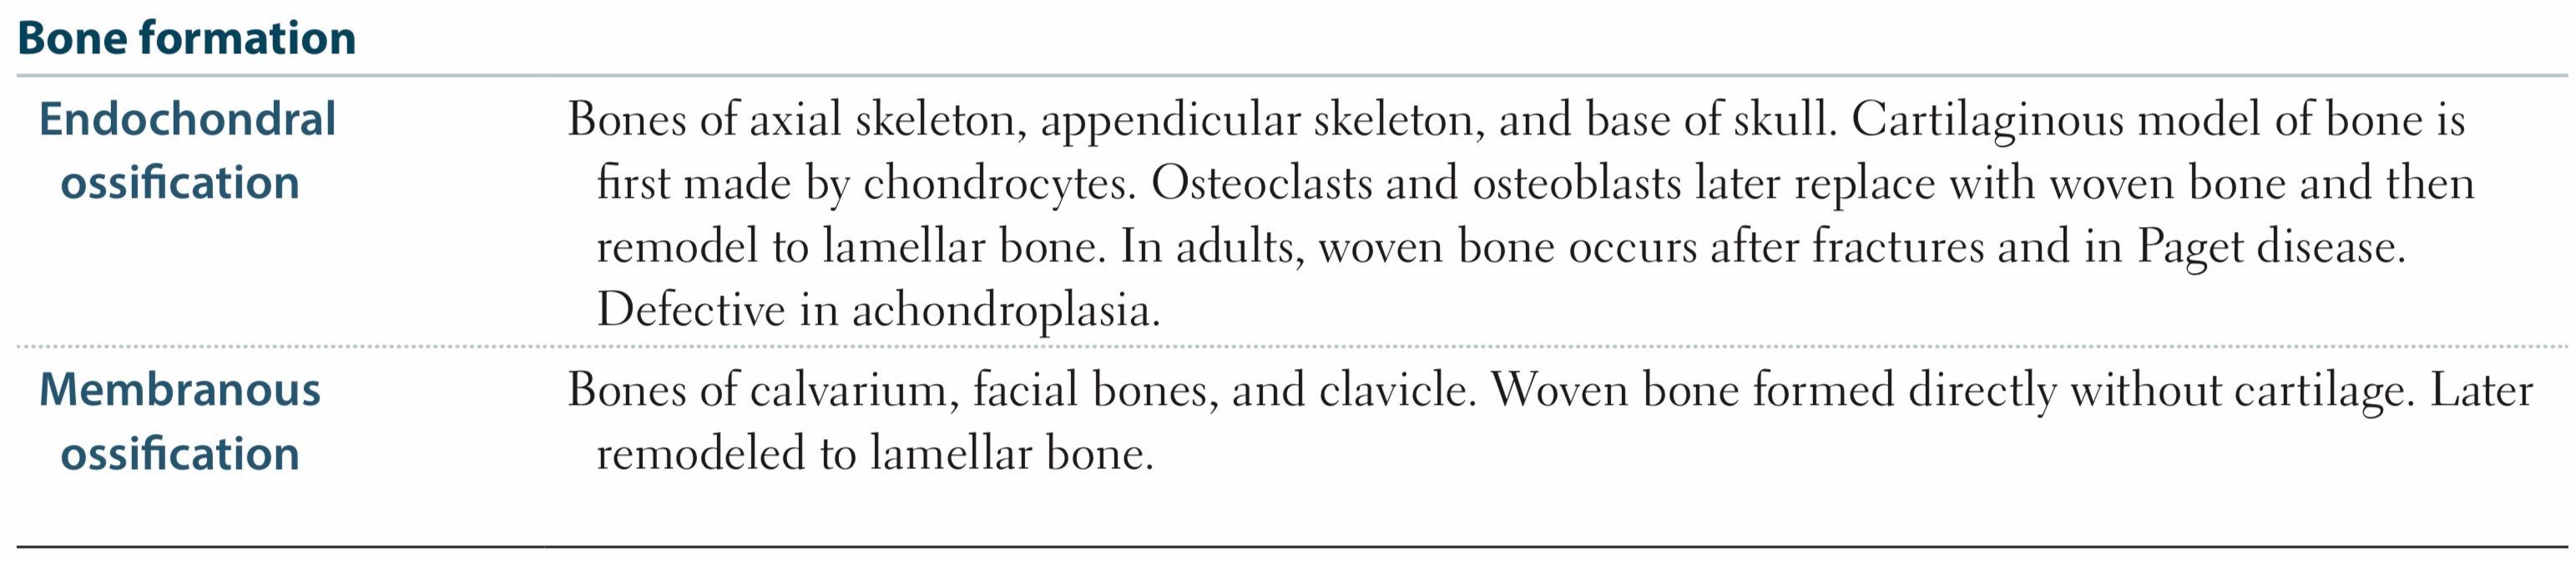 Bone formation
Endochondral
ossification
Bones of axial skeleton, appendicular skeleton, and base of skull. Cartilaginous model of bone is
first made by chondrocytes. Osteoclasts and osteoblasts later replace with woven bone and then
remodel to lamellar bone. In adults, woven bone occurs after fractures and in Paget disease.
Defective in achondroplasia.
Membranous
ossification
Bones of calvarium, facial bones, and clavicle. Woven bone formed directly without cartilage. Later
remodeled to lamellar bone.